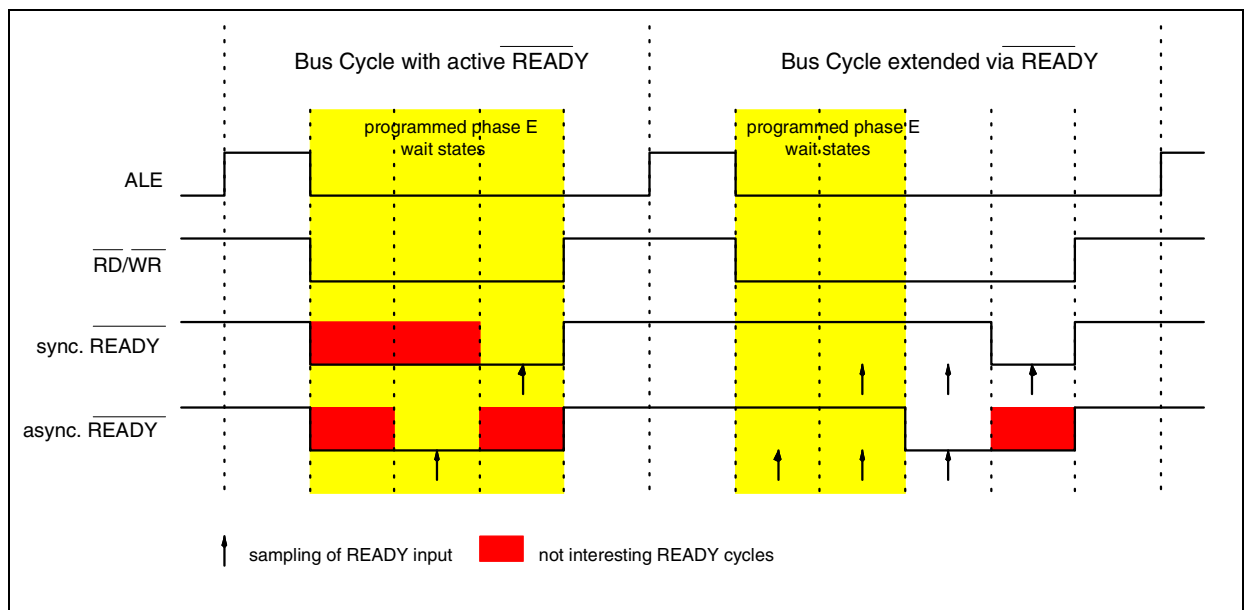 Bus Cycle with active READY
Bus Cycle extended via READY
programmed phase E
wait states
programmed phase E
wait states
ALE
RD/WR
sync. READY
async. READY
sampling of READY input
not interesting READY cycles